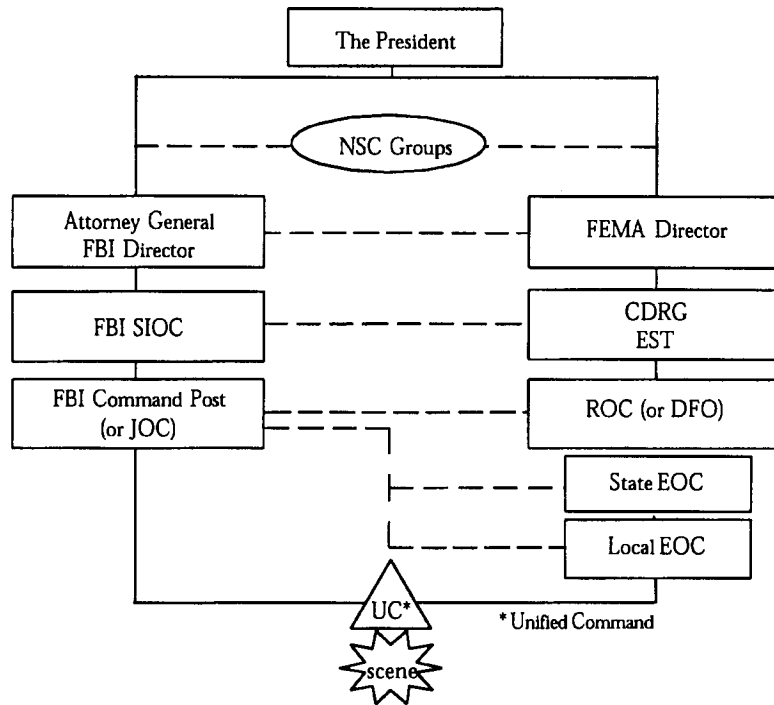 The President
NSC Groups
Attorney General
FBI Director
FEMA Director
FBI SIOC
CDRG
EST
FBI Command Post
(or JOC)
ROC (or DFO)
State EOC
Local EOC
UC*
* Unified Command
scene